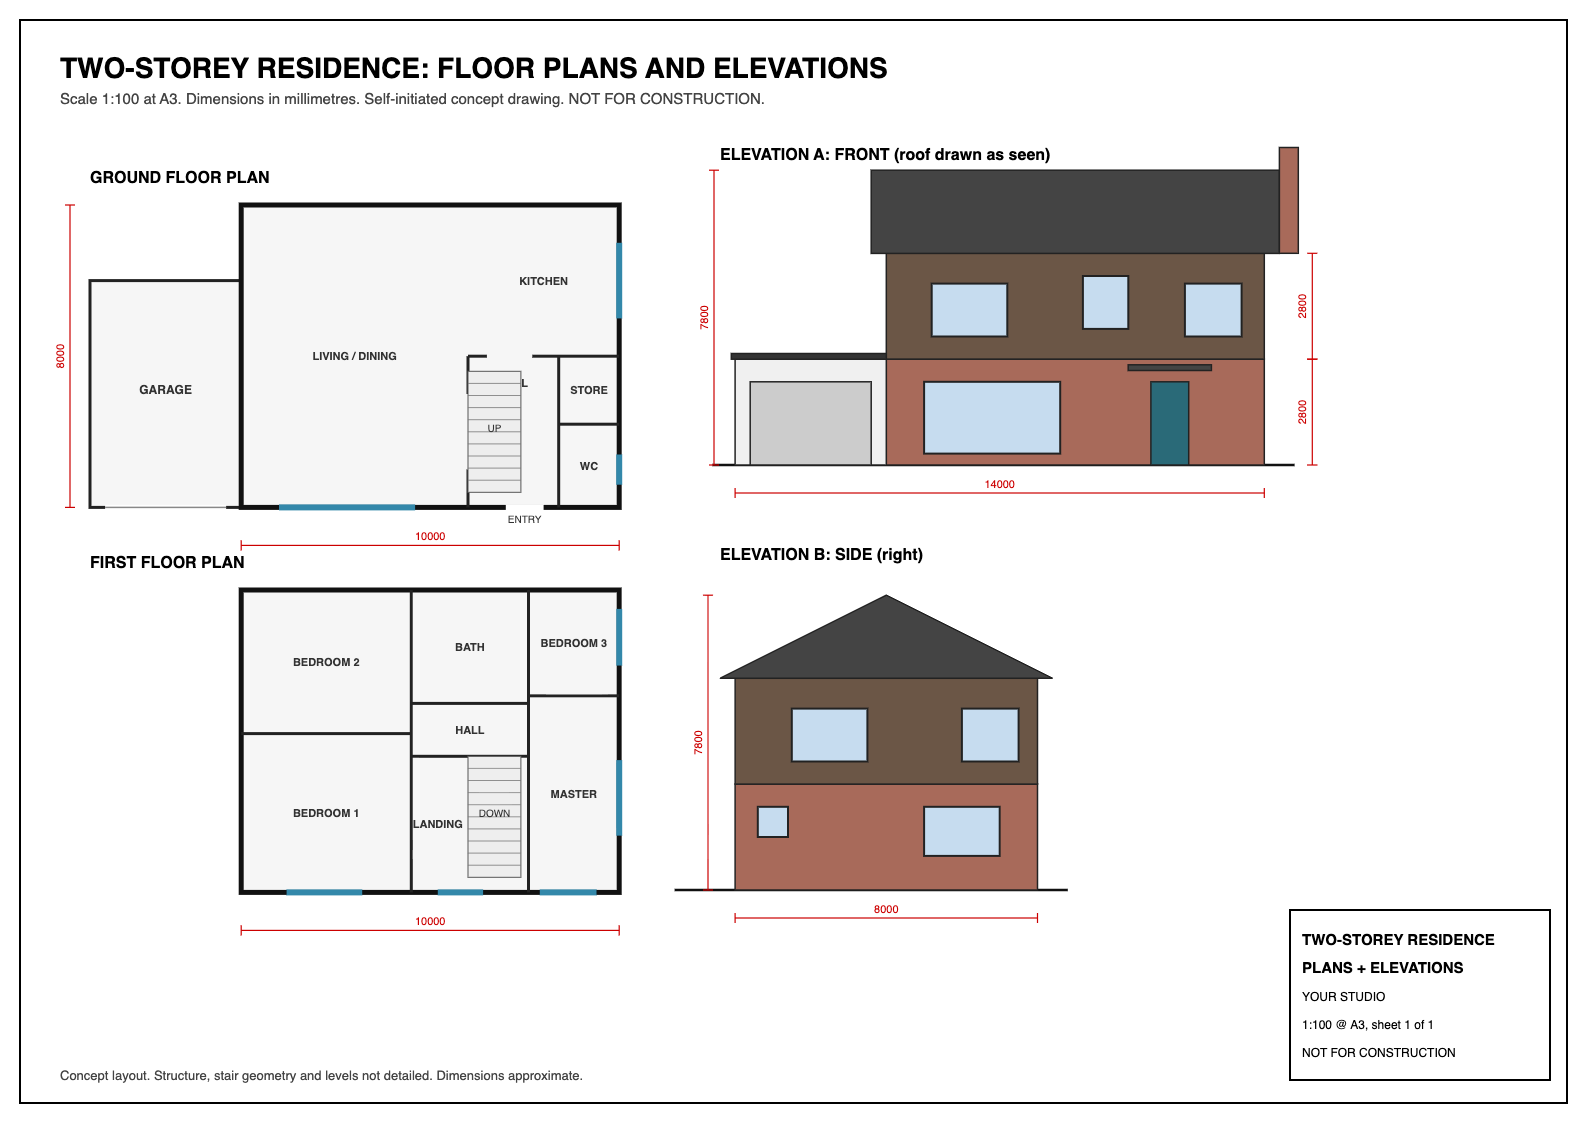 TWO-STOREY RESIDENCE: FLOOR PLANS AND ELEVATIONS
Scale 1:100 at A3. Dimensions in millimetres. Self-initiated concept drawing. NOT FOR CONSTRUCTION.
GROUND FLOOR PLAN
8000
GARAGE
LIVING / DINING
KITCHEN
L
STORE
UP
WC
ENTRY
10000
ELEVATION A: FRONT (roof drawn as seen)
7800
2800
2800
14000
FIRST FLOOR PLAN
BEDROOM 2
BATH
BEDROOM 3
HALL
BEDROOM 1
LANDING
DOWN
MASTER
10000
ELEVATION B: SIDE (right)
7800
8000
TWO-STOREY RESIDENCE
PLANS + ELEVATIONS
YOUR STUDIO
1:100 @ A3, sheet 1 of 1
NOT FOR CONSTRUCTION
Concept layout. Structure, stair geometry and levels not detailed. Dimensions approximate.